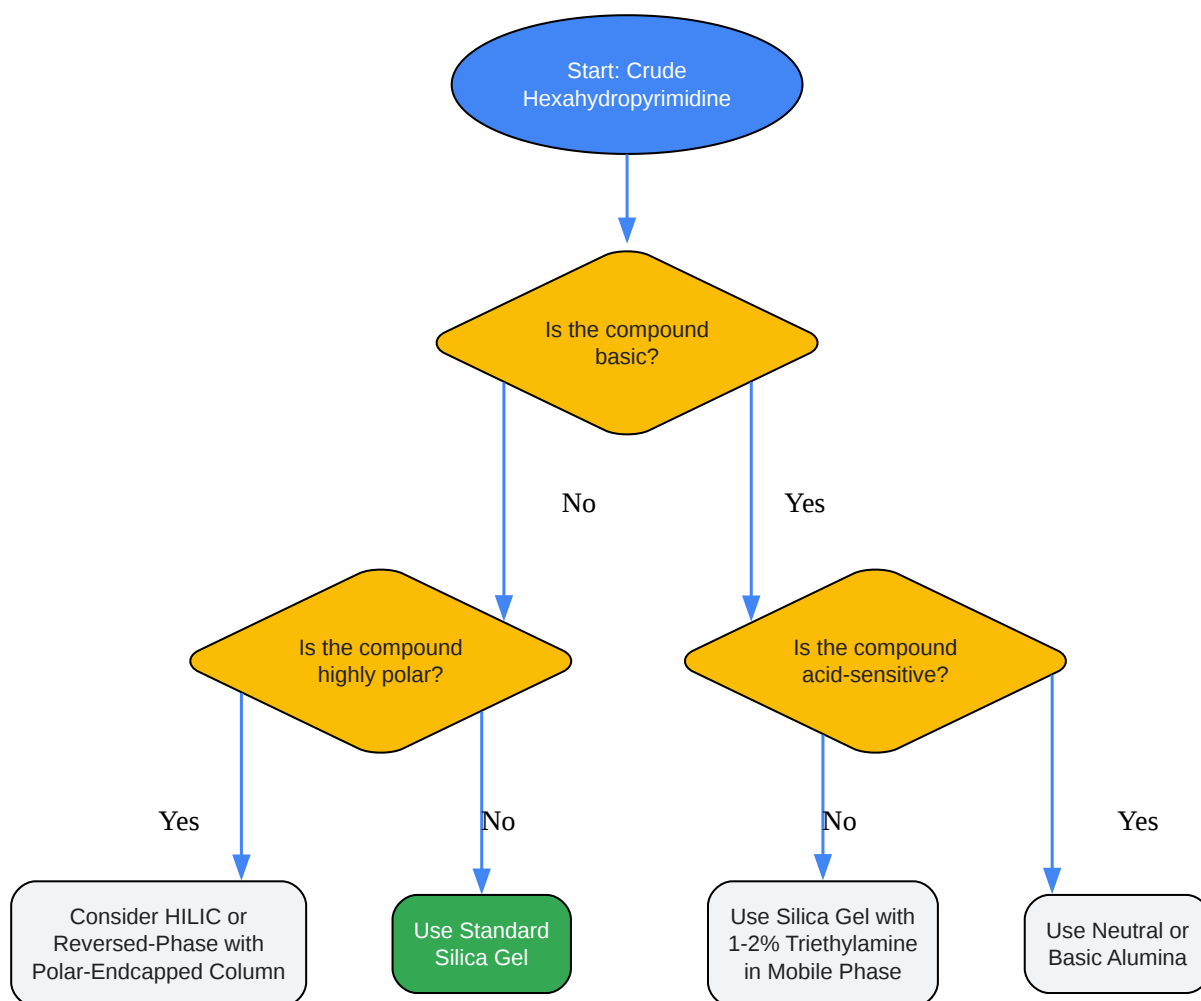 Start: Crude
Hexahydropyrimidine
Is the compound
basic?
No
Yes
Is the compound
highly polar?
Is the compound
acid-sensitive?
Yes
No
No
Yes
Consider HILIC or
Reversed-Phase with
Polar-Endcapped Column
Use Standard
Silica Gel
Use Silica Gel with
1-2% Triethylamine
in Mobile Phase
Use Neutral or
Basic Alumina